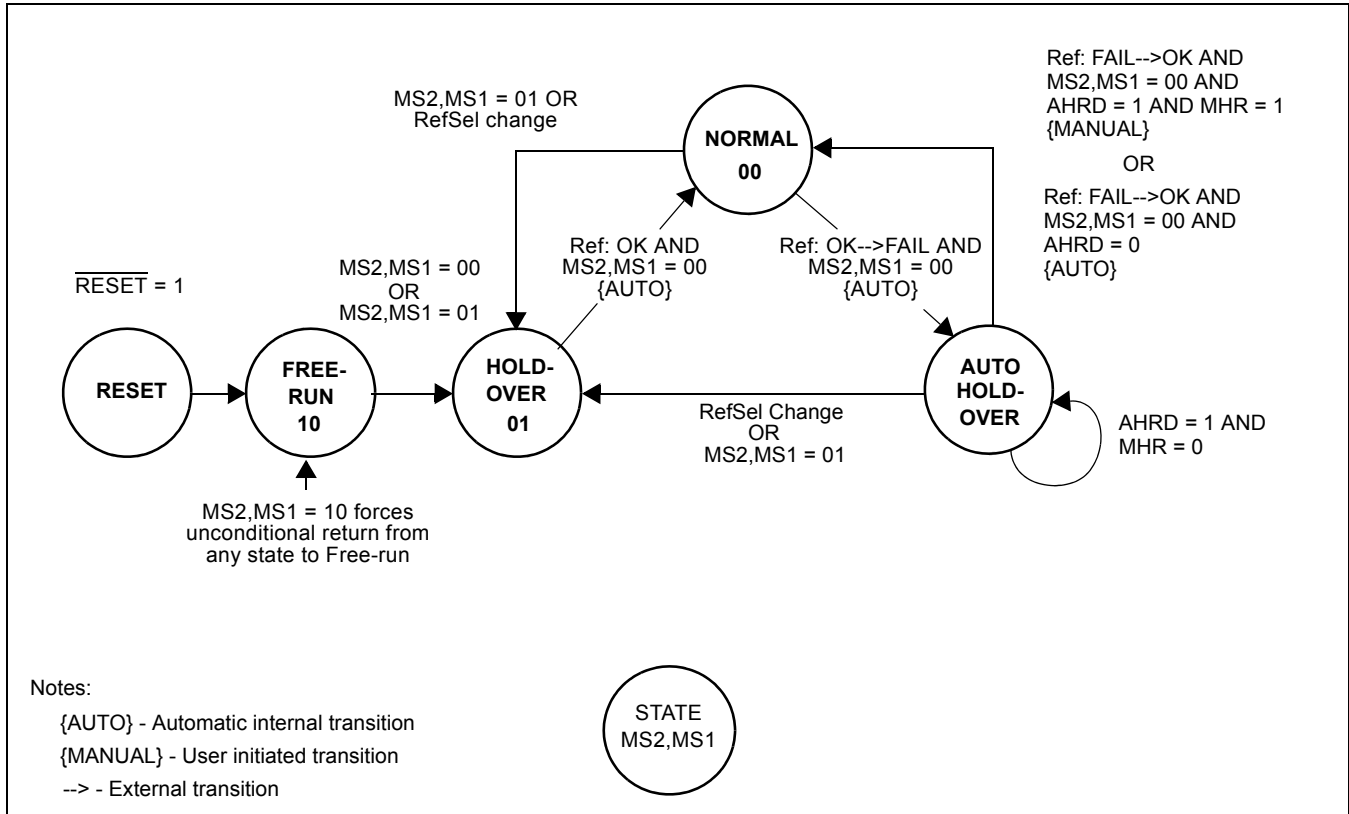 Ref: FAIL-->OK AND
MS2,MS1 = 00 AND
AHRD = 1 AND MHR = 1
{MANUAL}
OR
Ref: FAIL-->OK AND
MS2,MS1 = 00 AND
AHRD = 0
{AUTO}
MS2,MS1 = 01 OR
RefSel change
NORMAL
00
Ref: OK AND
MS2,MS1 = 00
{AUTO}
Ref: OK-->FAIL AND
MS2,MS1 = 00
{AUTO}
RESET = 1
MS2,MS1 = 00
OR
MS2,MS1 = 01
RESET
FREE-
RUN
10
HOLD-
OVER
01
AUTO
HOLD-
OVER
RefSel Change
OR
MS2,MS1 = 01
AHRD = 1 AND
MHR = 0
MS2,MS1 = 10 forces
unconditional return from
any state to Free-run
Notes:
{AUTO} - Automatic internal transition
{MANUAL} - User initiated transition
--> - External transition
STATE
MS2,MS1